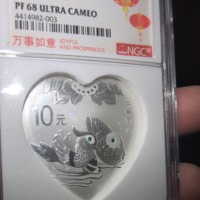 PF 68 ULTRA CAMEO
4414982-003
万事如意 JOYFUL
AND PROSPEROUS
NGC
10元